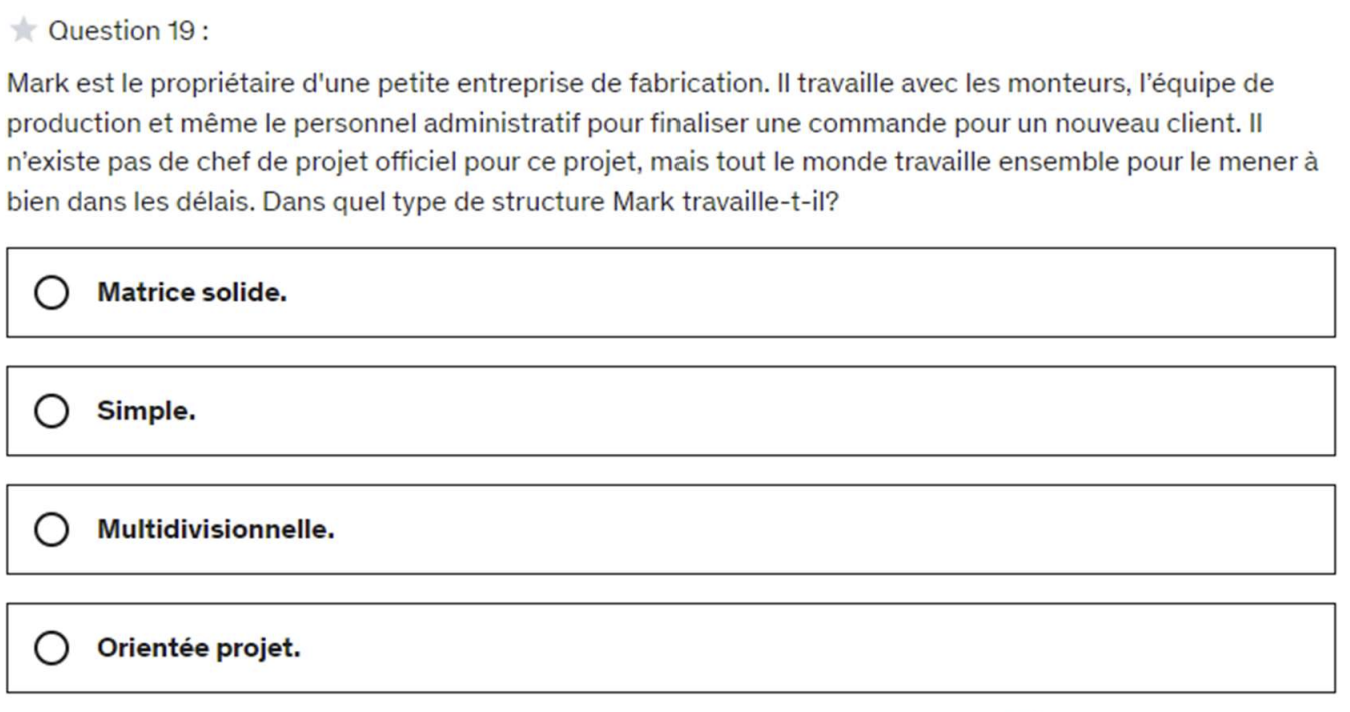 Question 19 :
Mark est le propriétaire d'une petite entreprise de fabrication. Il travaille avec les monteurs, l’équipe de
production et même le personnel administratif pour finaliser une commande pour un nouveau client. Il
n’existe pas de chef de projet officiel pour ce projet, mais tout le monde travaille ensemble pour le mener à
bien dans les délais. Dans quel type de structure Mark travaille-t-il?
Matrice solide.
Simple.
Multidivisionnelle.
Orientée projet.